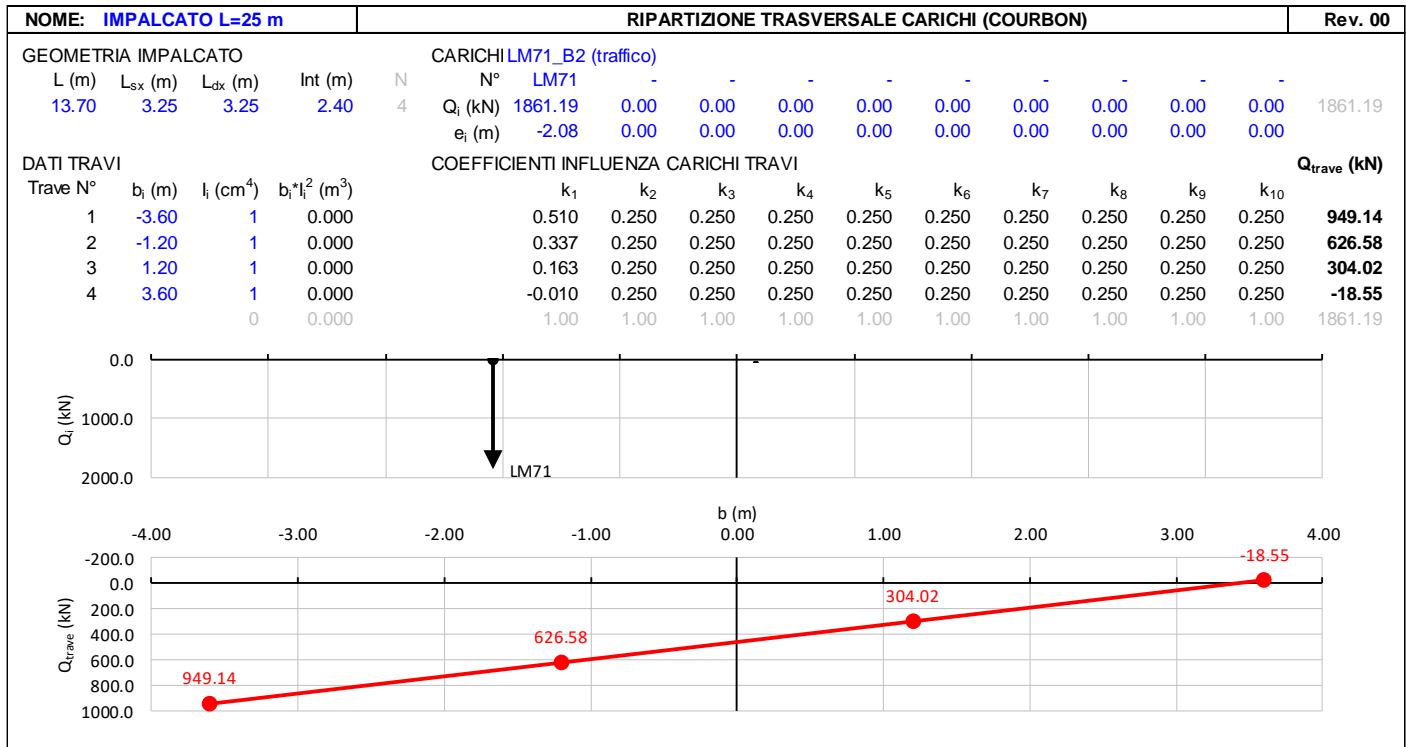 NOME: IMPALCATO L=25 m RIPARTIZIONE TRASVERSALE CARICHI (COURBON) Rev. 00
GEOMETRIA IMPALCATO CARICHI LM71_B2 (traffico)
L (m) Lsx (m) Ldx (m) Int (m) N N° LM71 - - - - - - - - -
13.70 3.25 3.25 2.40 4 Qi (kN) 1861.19 0.00 0.00 0.00 0.00 0.00 0.00 0.00 0.00 0.00 1861.19
ei (m) -2.08 0.00 0.00 0.00 0.00 0.00 0.00 0.00 0.00 0.00
DATI TRAVI COEFFICIENTI INFLUENZA CARICHI TRAVI Qtrave (kN)
Trave N° bi (m) Ii (cm4) bi*Ii2 (m3) k1 k2 k3 k4 k5 k6 k7 k8 k9 k10
1 -3.60 1 0.000 0.510 0.250 0.250 0.250 0.250 0.250 0.250 0.250 0.250 0.250 949.14
2 -1.20 1 0.000 0.337 0.250 0.250 0.250 0.250 0.250 0.250 0.250 0.250 0.250 626.58
3 1.20 1 0.000 0.163 0.250 0.250 0.250 0.250 0.250 0.250 0.250 0.250 0.250 304.02
4 3.60 1 0.000 -0.010 0.250 0.250 0.250 0.250 0.250 0.250 0.250 0.250 0.250 -18.55
0 0.000 1.00 1.00 1.00 1.00 1.00 1.00 1.00 1.00 1.00 1.00 1861.19
0.0
1000.0
2000.0
Qi (kN)
LM71
b (m)
-4.00 -3.00 -2.00 -1.00 0.00 1.00 2.00 3.00 4.00
-200.0
0.0
200.0
400.0
600.0
800.0
1000.0
Qtrave (kN)
-18.55
304.02
626.58
949.14